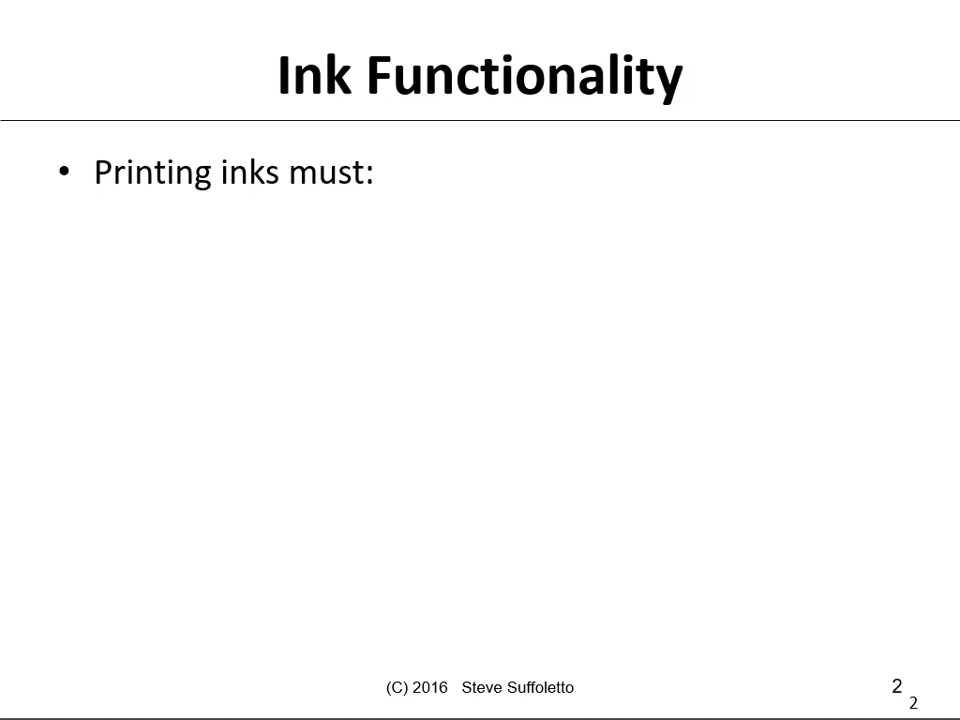 Ink Functionality
• Printing inks must:
(C) 2016 Steve Suffoletto
2
2